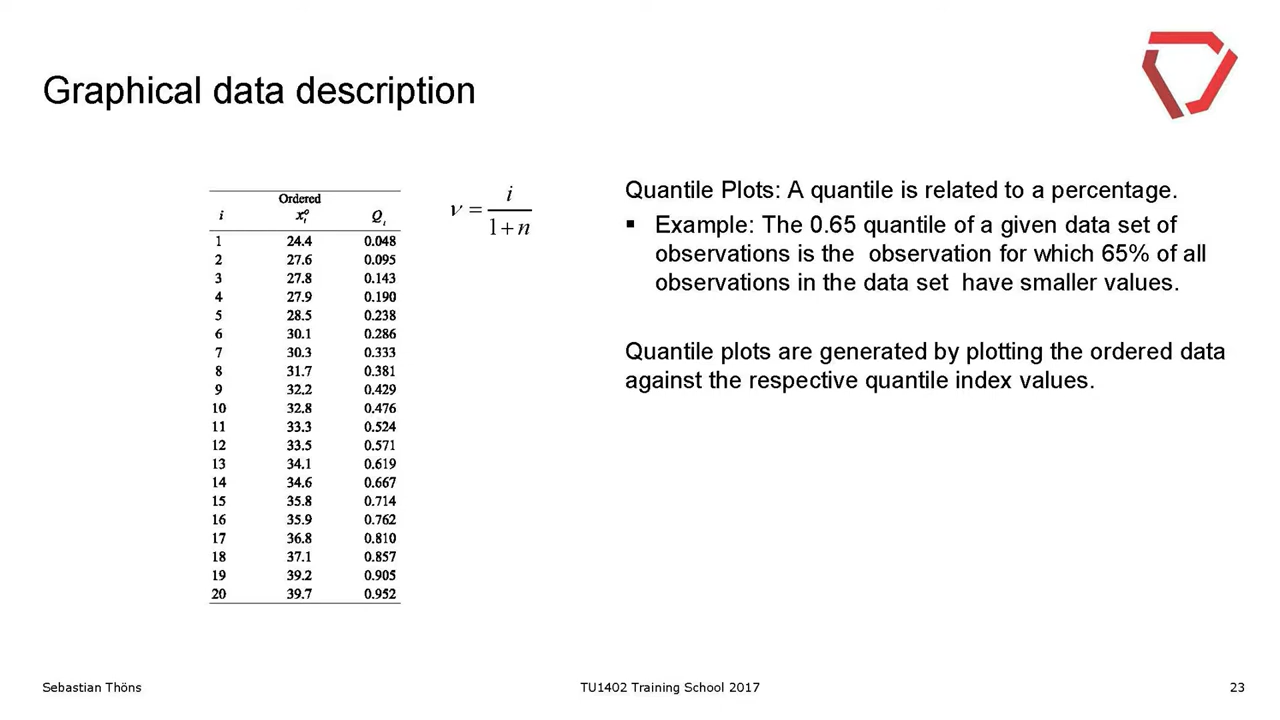 Graphical data description
Ordered
i xᵢᵒ Qᵢ
1 24.4 0.048
2 27.6 0.095
3 27.8 0.143
4 27.9 0.190
5 28.5 0.238
6 30.1 0.286
7 30.3 0.333
8 31.7 0.381
9 32.2 0.429
10 32.8 0.476
11 33.3 0.524
12 33.5 0.571
13 34.1 0.619
14 34.6 0.667
15 35.8 0.714
16 35.9 0.762
17 36.8 0.810
18 37.1 0.857
19 39.2 0.905
20 39.7 0.952
ν = i / 1 + n
Quantile Plots: A quantile is related to a percentage.
▪ Example: The 0.65 quantile of a given data set of
observations is the observation for which 65% of all
observations in the data set have smaller values.
Quantile plots are generated by plotting the ordered data
against the respective quantile index values.
Sebastian Thöns
TU1402 Training School 2017
23